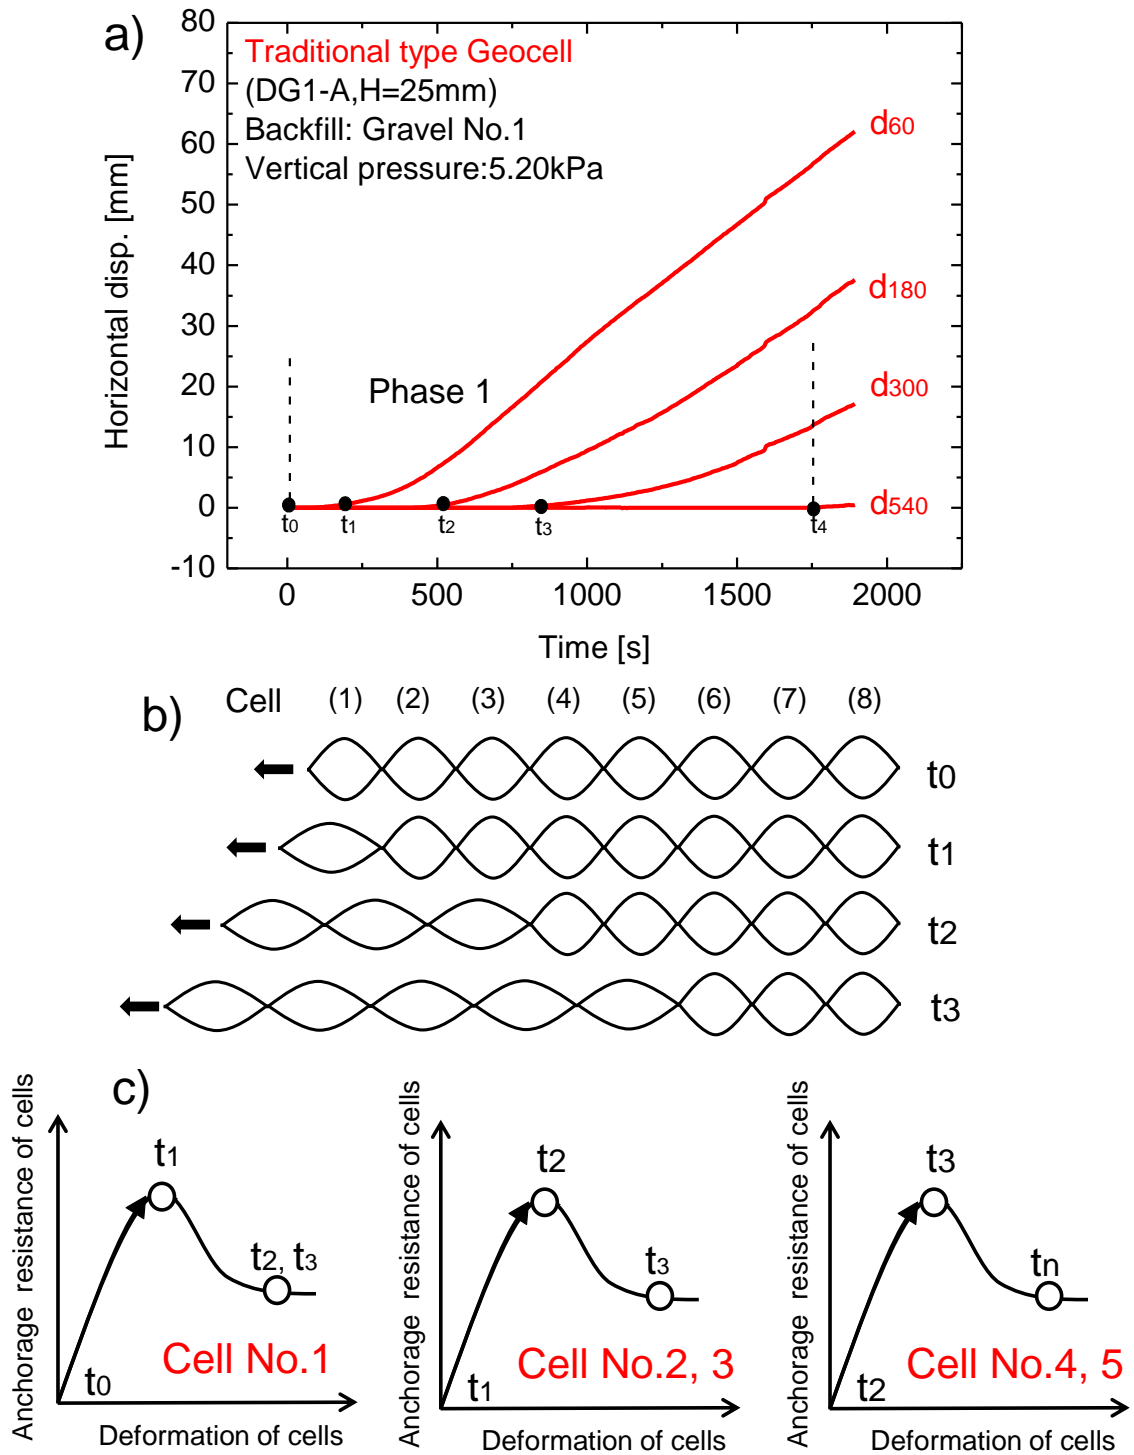 a)
Traditional type Geocell
(DG1-A,H=25mm)
Backfill: Gravel No.1
Vertical pressure:5.20kPa
Horizontal disp. [mm]
80
70
60
50
40
30
20
10
0
-10
d60
d180
d300
d540
Phase 1
t0 t1 t2 t3 t4
0 500 1000 1500 2000
Time [s]
b)
Cell (1) (2) (3) (4) (5) (6) (7) (8)
t0
t1
t2
t3
c)
Anchorage resistance of cells
t1
t2, t3
t0
Cell No.1
Deformation of cells
Anchorage resistance of cells
t2
t3
t1
Cell No.2, 3
Deformation of cells
Anchorage resistance of cells
t3
tn
t2
Cell No.4, 5
Deformation of cells